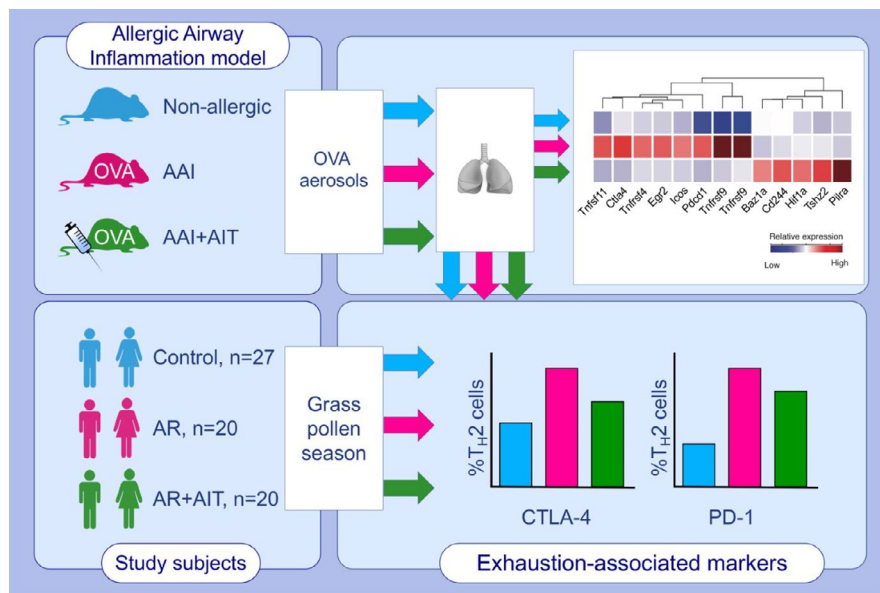 Allergic Airway
Inflammation model
Non-allergic
OVA
AAI
OVA
AAI+AIT
OVA
aerosols
Tnfsf11
Ctla4
Tnfrsf4
Egr2
Icos
Pdcd1
Tnfrsf9
Tnfrsf9
Baz1a
Cd244
Hif1a
Tshz2
Pilra
Relative expression
Low
High
Control, n=27
AR, n=20
AR+AIT, n=20
Study subjects
Grass
pollen
season
%TH2 cells
CTLA-4
%TH2 cells
PD-1
Exhaustion-associated markers